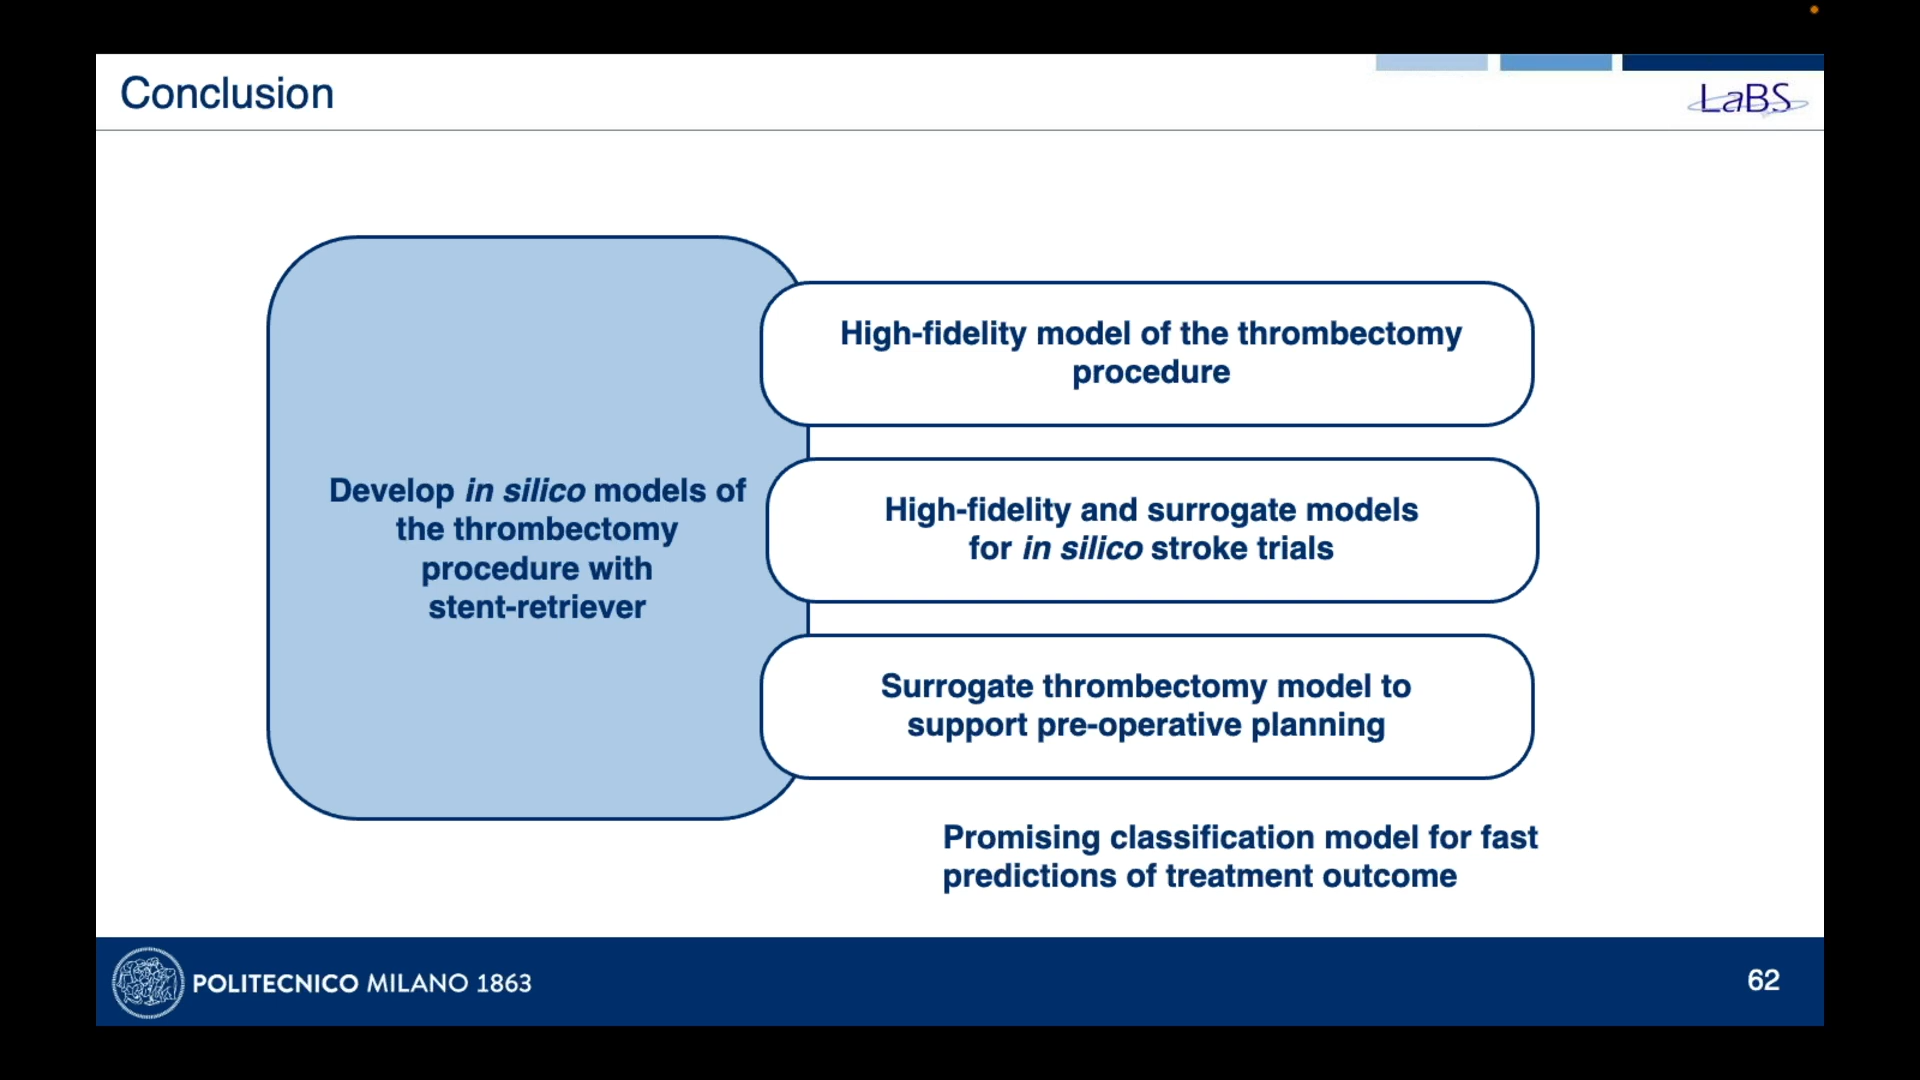 Conclusion
LaBS
Develop in silico models of
the thrombectomy
procedure with
stent-retriever
High-fidelity model of the thrombectomy
procedure
High-fidelity and surrogate models
for in silico stroke trials
Surrogate thrombectomy model to
support pre-operative planning
Promising classification model for fast
predictions of treatment outcome
POLITECNICO MILANO 1863
62